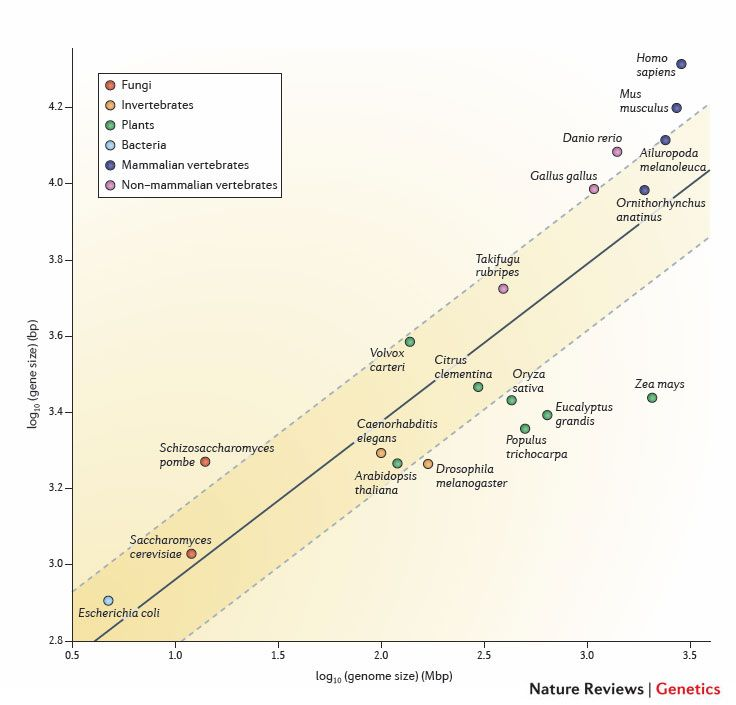 Homo
sapiens
Mus
musculus
Fungi
Invertebrates
Plants
Bacteria
Mammalian vertebrates
Non–mammalian vertebrates
Danio rerio
Ailuropoda
melanoleuca
Gallus gallus
Ornithorhynchus
anatinus
Takifugu
rubripes
Volvox
carteri
Citrus
clementina
Oryza
sativa
Zea mays
Eucalyptus
grandis
Populus
trichocarpa
Caenorhabditis
elegans
Schizosaccharomyces
pombe
Arabidopsis
thaliana
Drosophila
melanogaster
Saccharomyces
cerevisiae
Escherichia coli
4.2
4.0
3.8
3.6
3.4
3.2
3.0
2.8
log10 (gene size) (bp)
0.5 1.0 1.5 2.0 2.5 3.0 3.5
log10 (genome size) (Mbp)
Nature Reviews | Genetics